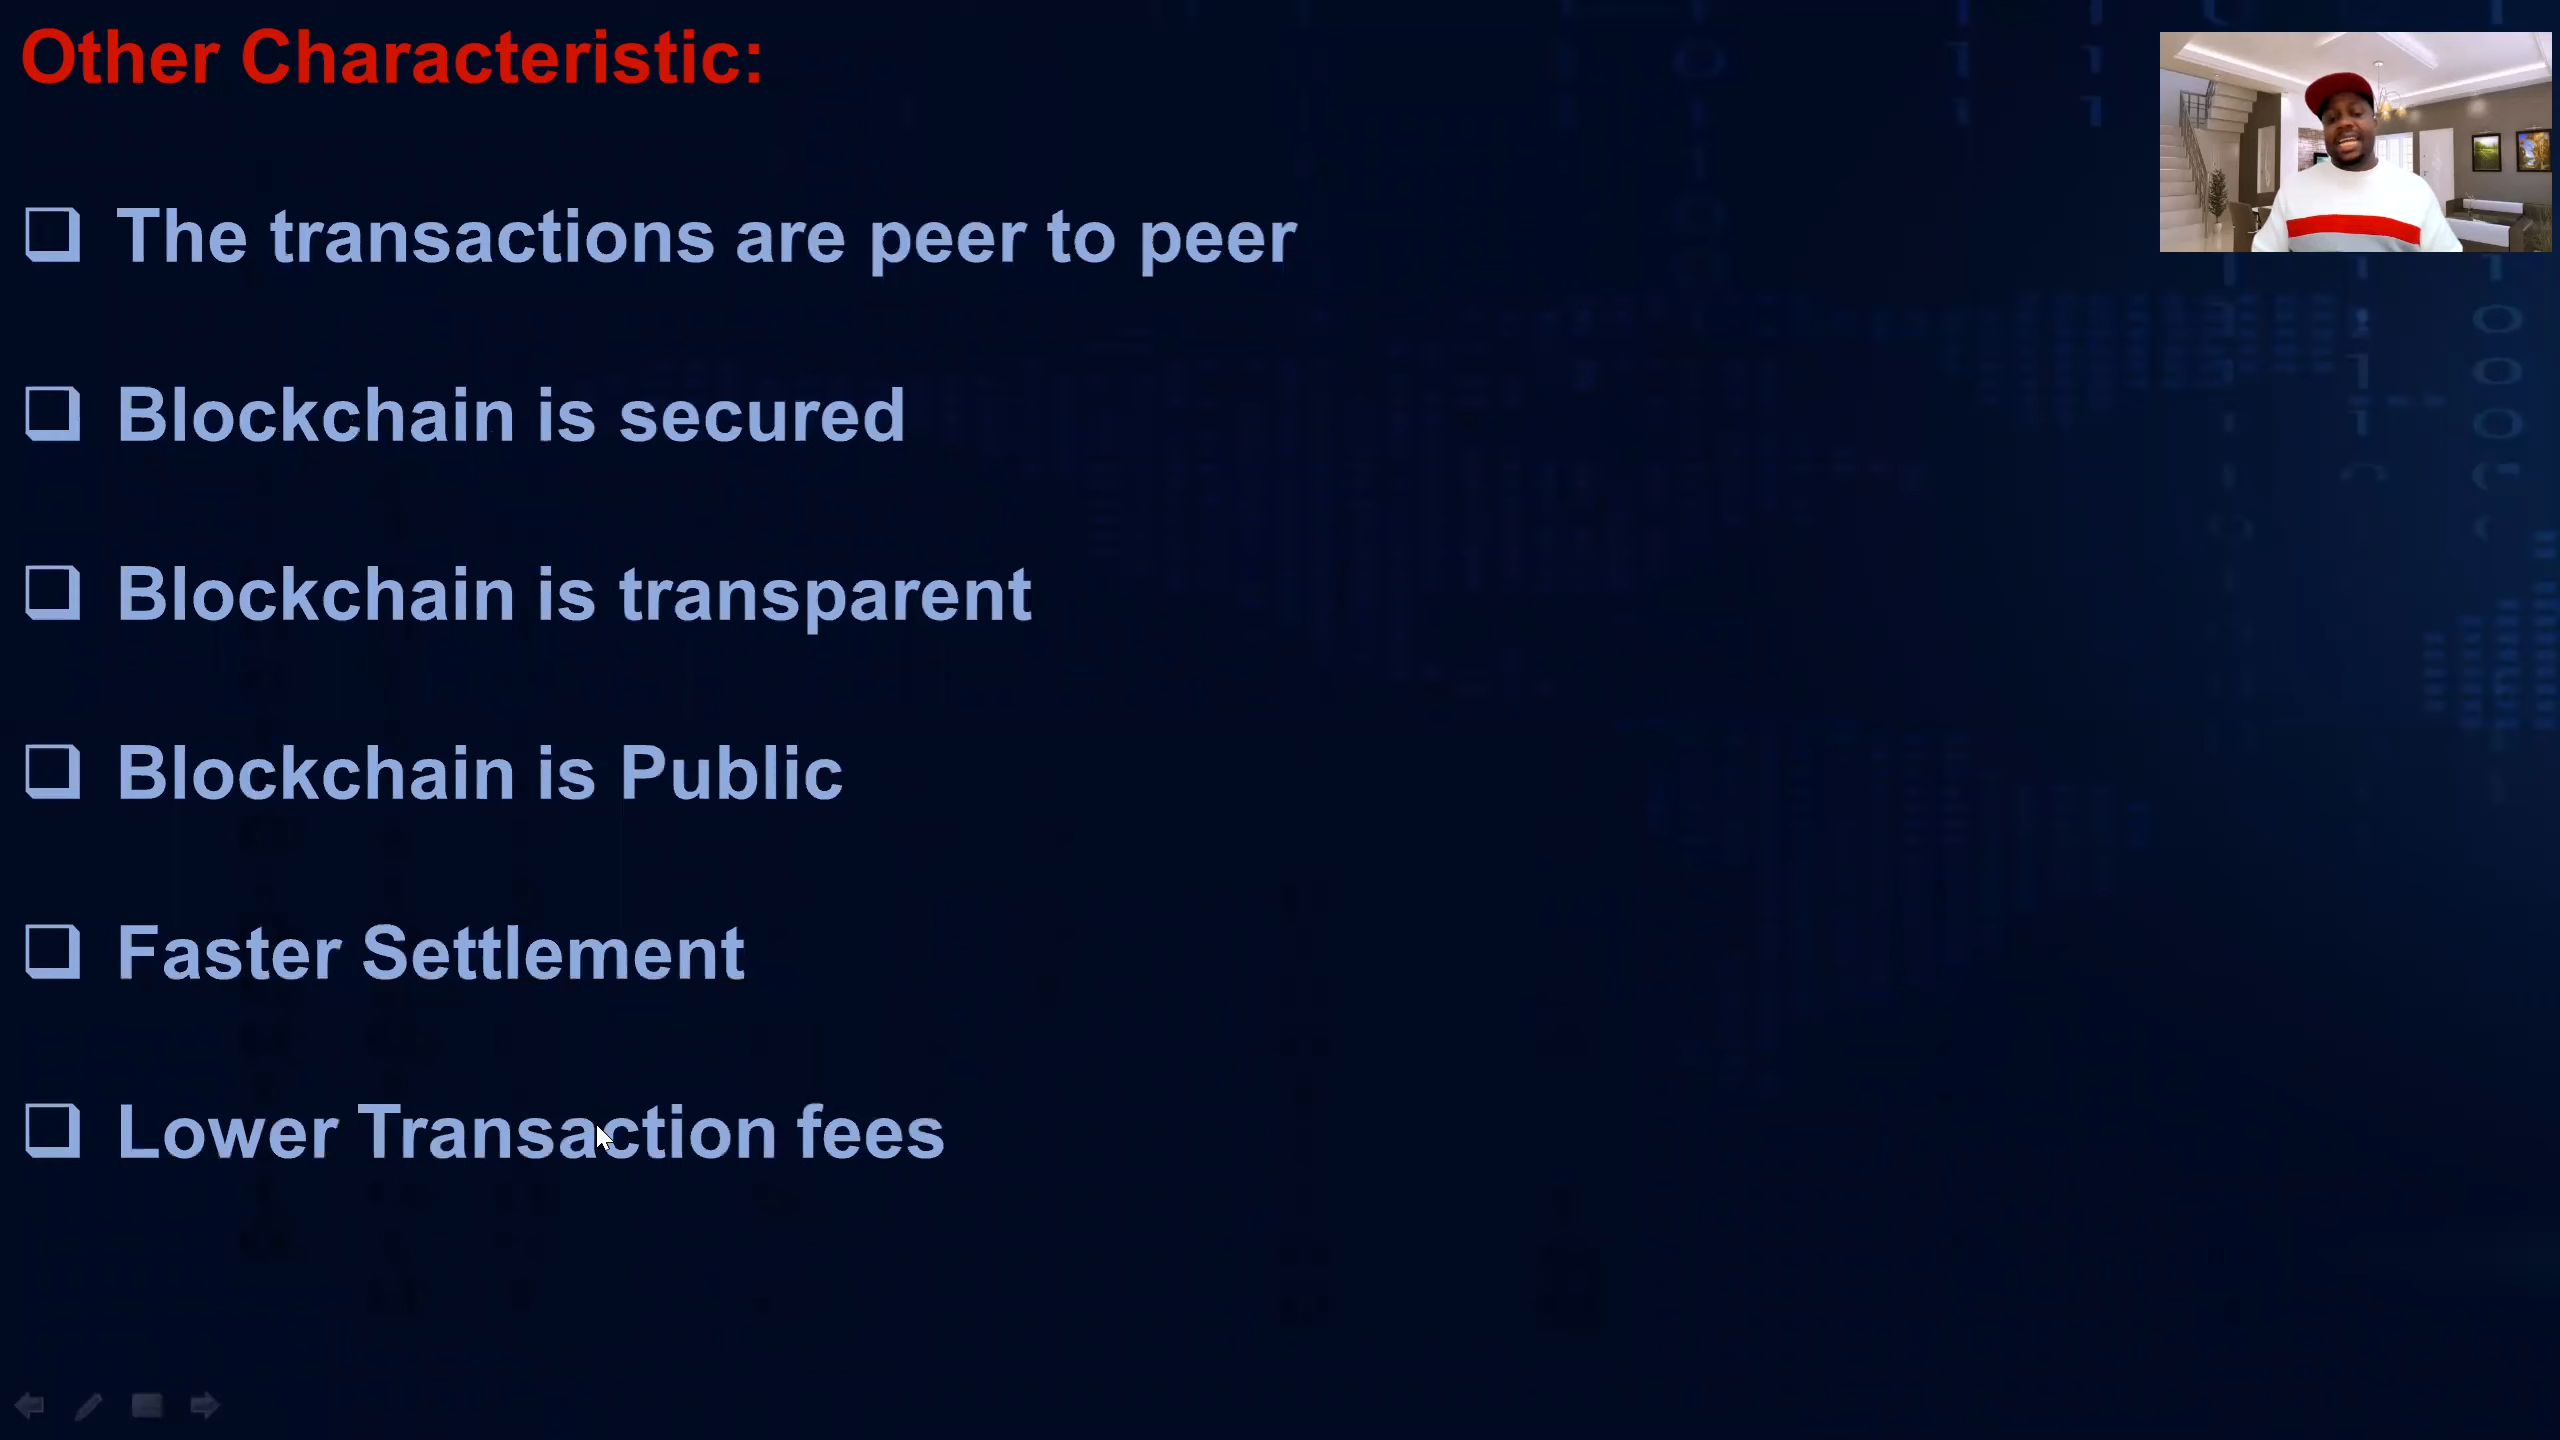 Other Characteristic:
The transactions are peer to peer
Blockchain is secured
Blockchain is transparent
Blockchain is Public
Faster Settlement
Lower Transaction fees